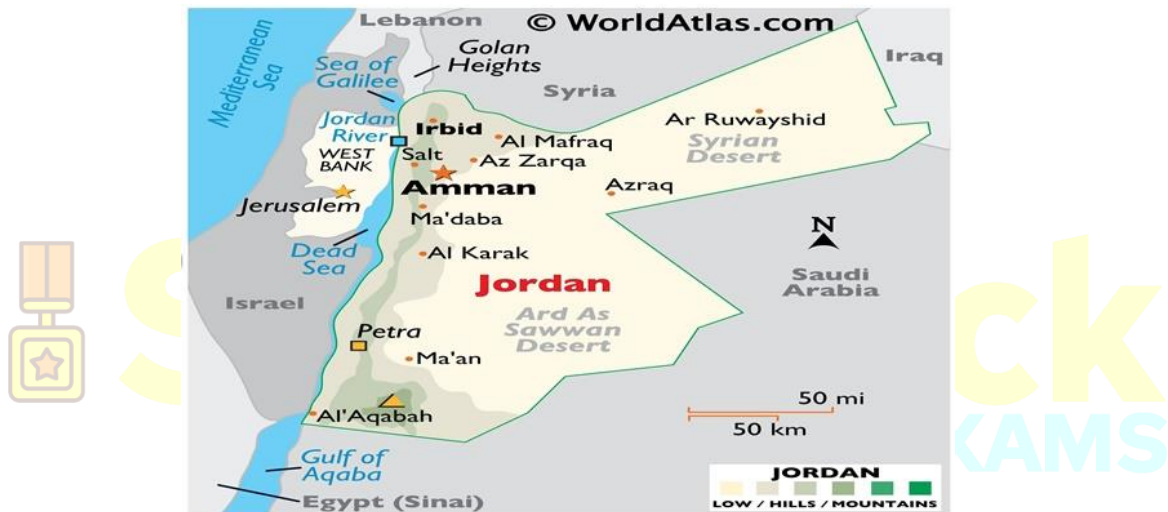 Lebanon
© WorldAtlas.com
Mediterranean
Sea
Golan
Heights
Iraq
Sea of
Galilee
Syria
Jordan
River
Irbid
Al Mafraq
Ar Ruwayshid
Syrian
Desert
WEST
BANK
Salt
Az Zarqa
Amman
Azraq
Jerusalem
Ma'daba
N
Dead
Sea
Al Karak
Jordan
Saudi
Arabia
Israel
Ard As
Sawwan
Desert
Petra
Ma'an
Al'Aqabah
50 mi
50 km
Gulf of
Aqaba
Egypt (Sinai)
JORDAN
LOW / HILLS / MOUNTAINS
S
ck
KAMS